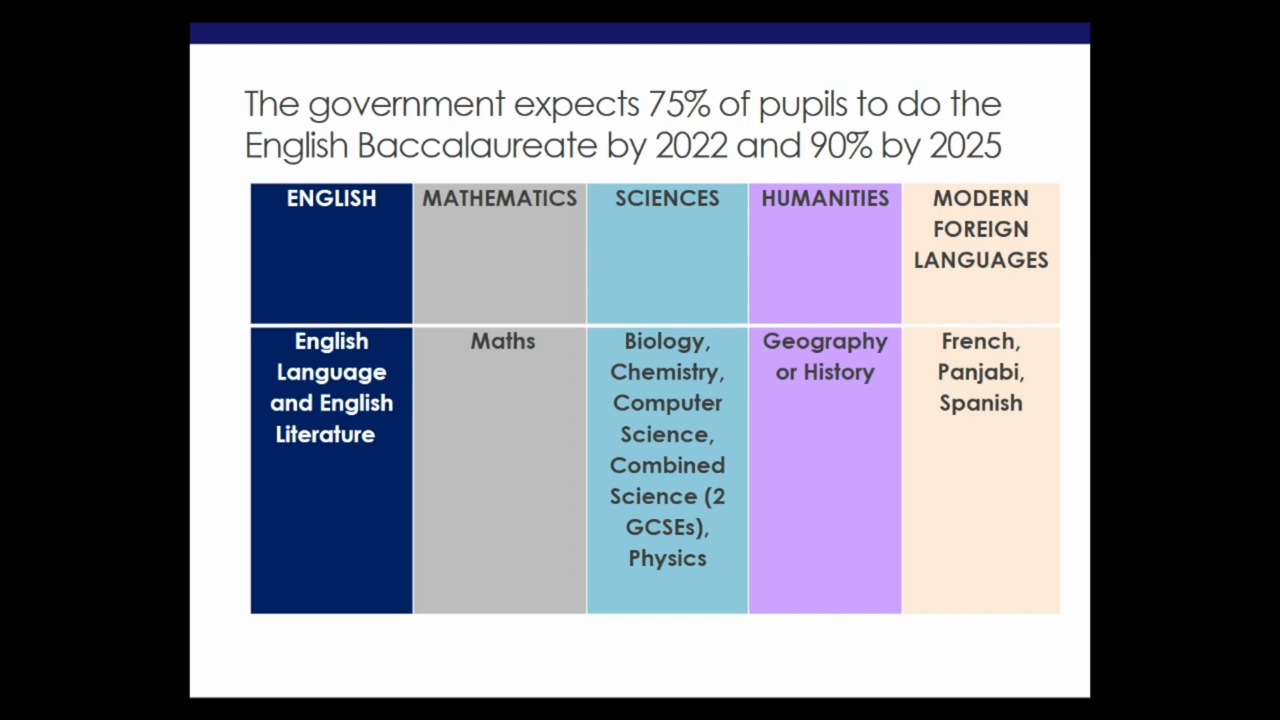 The government expects 75% of pupils to do the
English Baccalaureate by 2022 and 90% by 2025
ENGLISH
MATHEMATICS
SCIENCES
HUMANITIES
MODERN
FOREIGN
LANGUAGES
English
Language
and English
Literature
Maths
Biology,
Chemistry,
Computer
Science,
Combined
Science (2
GCSEs),
Physics
Geography
or History
French,
Panjabi,
Spanish